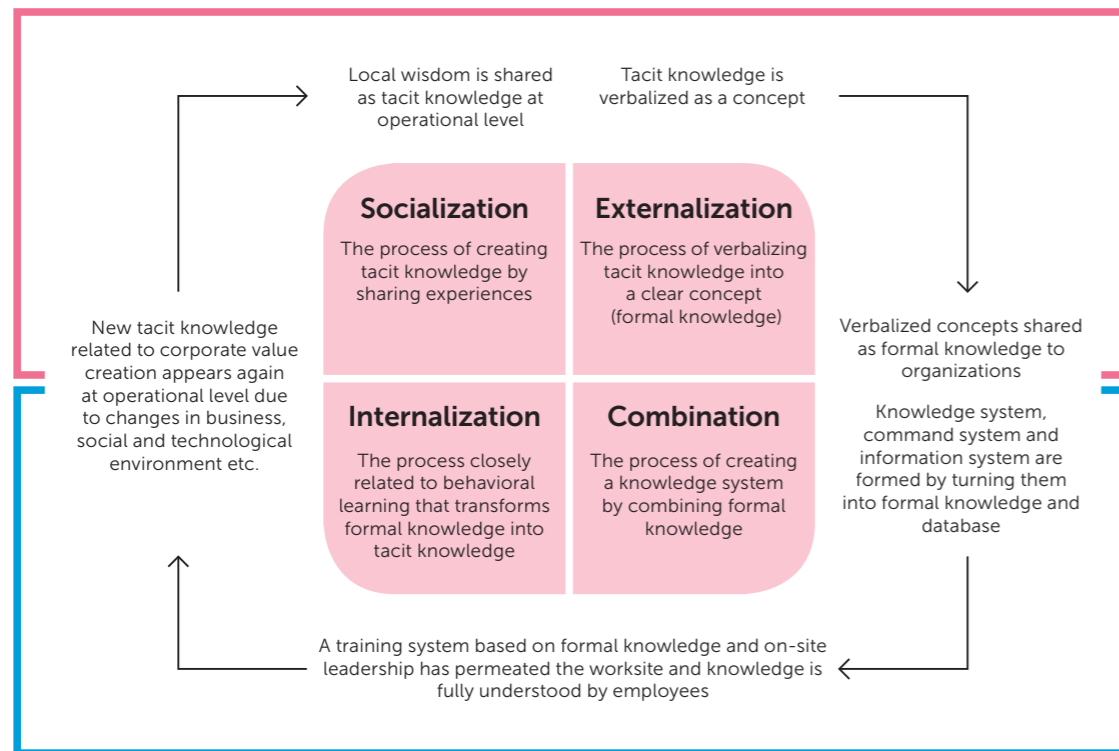 Local wisdom is shared
as tacit knowledge at
operational level
Tacit knowledge is
verbalized as a concept
Socialization
The process of creating
tacit knowledge by
sharing experiences
Externalization
The process of verbalizing
tacit knowledge into
a clear concept
(formal knowledge)
New tacit knowledge
related to corporate value
creation appears again
at operational level due
to changes in business,
social and technological
environment etc.
Verbalized concepts shared
as formal knowledge to
organizations
Knowledge system,
command system and
information system are
formed by turning them
into formal knowledge and
database
Internalization
The process closely
related to behavioral
learning that transforms
formal knowledge into
tacit knowledge
Combination
The process of creating
a knowledge system
by combining formal
knowledge
A training system based on formal knowledge and on-site
leadership has permeated the worksite and knowledge is
fully understood by employees